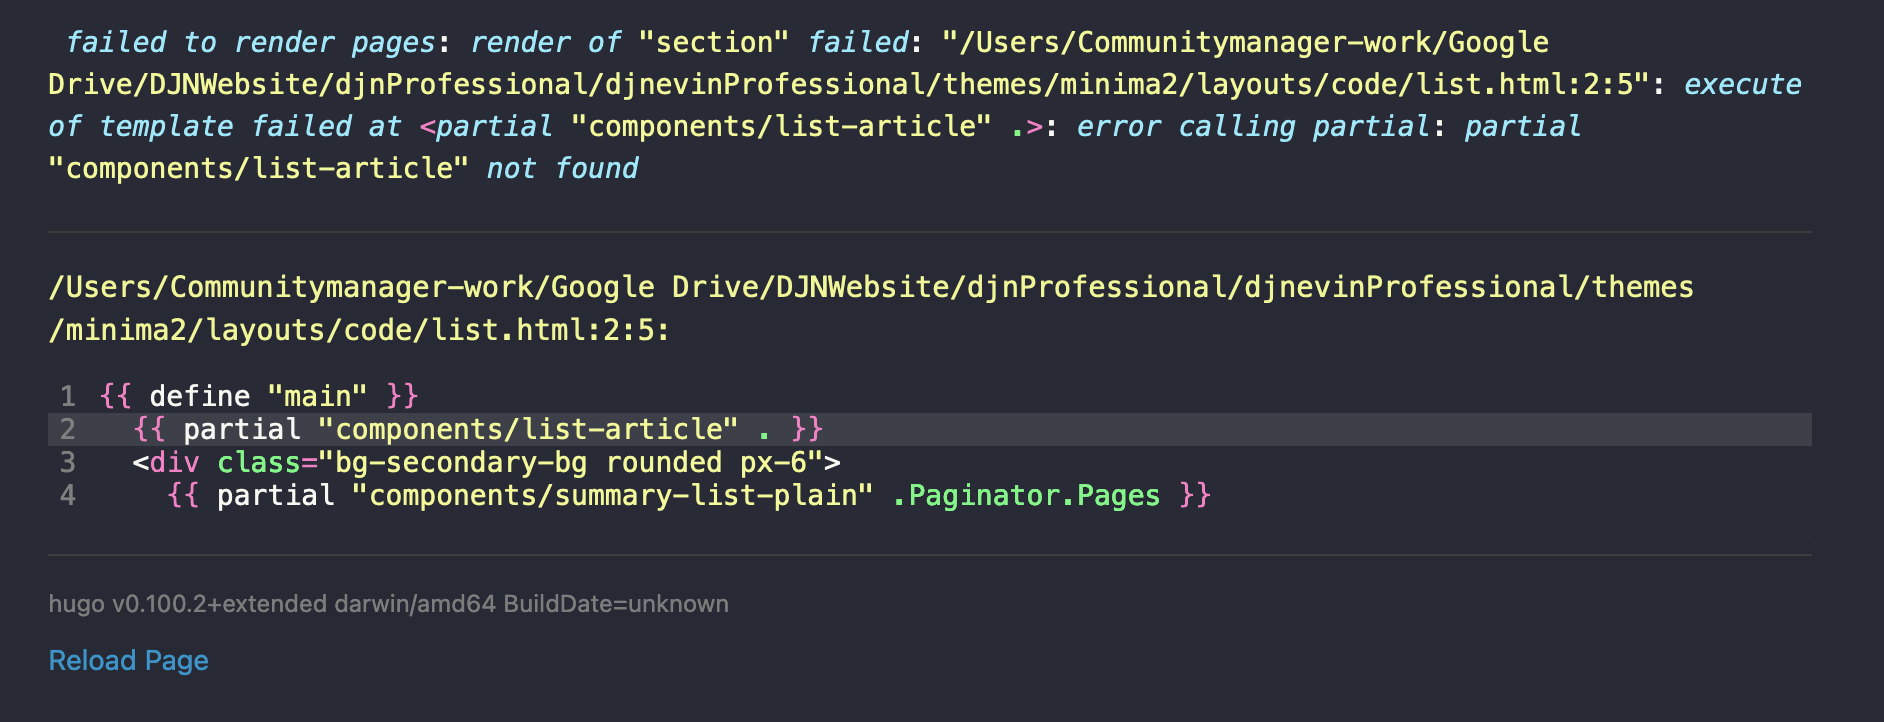 failed to render pages: render of "section" failed: "/Users/Communitymanager-work/Google
Drive/DJNWebsite/djnProfessional/djnevinProfessional/themes/minima2/layouts/code/list.html:2:5": execute
of template failed at <partial "components/list-article" .>: error calling partial: partial
"components/list-article" not found
/Users/Communitymanager-work/Google Drive/DJNWebsite/djnProfessional/djnevinProfessional/themes
/minima2/layouts/code/list.html:2:5:
1 {{ define "main" }}
2 {{ partial "components/list-article" . }}
3 <div class="bg-secondary-bg rounded px-6">
4 {{ partial "components/summary-list-plain" .Paginator.Pages }}
hugo v0.100.2+extended darwin/amd64 BuildDate=unknown
Reload Page